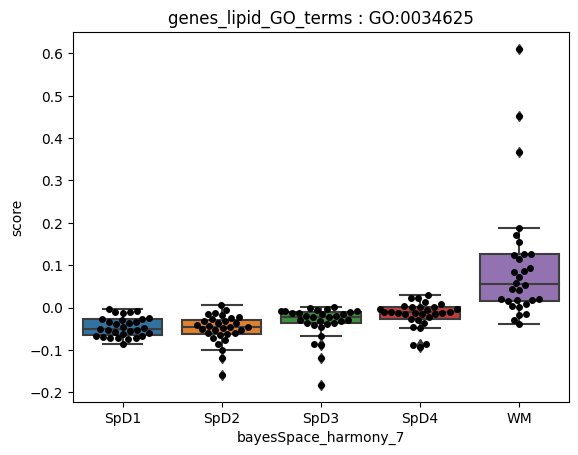 genes_lipid_GO_terms : GO:0034625
0.6
0.5
0.4
0.3
0.2
0.1
0.0
−0.1
−0.2
score
SpD1 SpD2 SpD3 SpD4 WM
bayesSpace_harmony_7